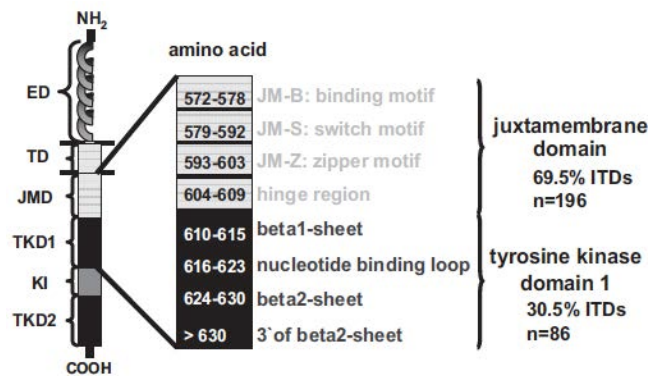 NH2
amino acid
ED
TD
JMD
TKD1
KI
TKD2
COOH
572-578 JM-B: binding motif
579-592 JM-S: switch motif
593-603 JM-Z: zipper motif
604-609 hinge region
610-615 beta1-sheet
616-623 nucleotide binding loop
624-630 beta2-sheet
> 630 3`of beta2-sheet
juxtamembrane
domain
69.5% ITDs
n=196
tyrosine kinase
domain 1
30.5% ITDs
n=86